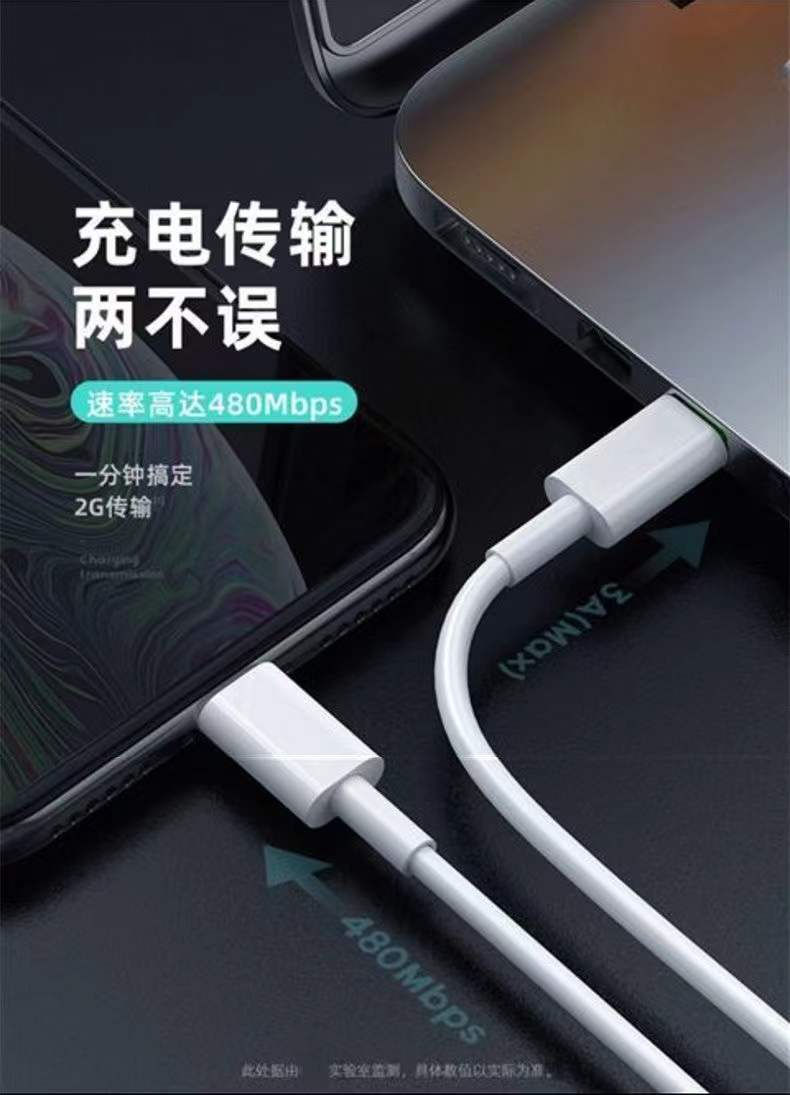 充电传输
两不误
速率高达480Mbps
一分钟搞定
2G传输
Charging
transmission
3A(Max)
480Mbps
此处据由 实验室监测，具体数值以实际为准。